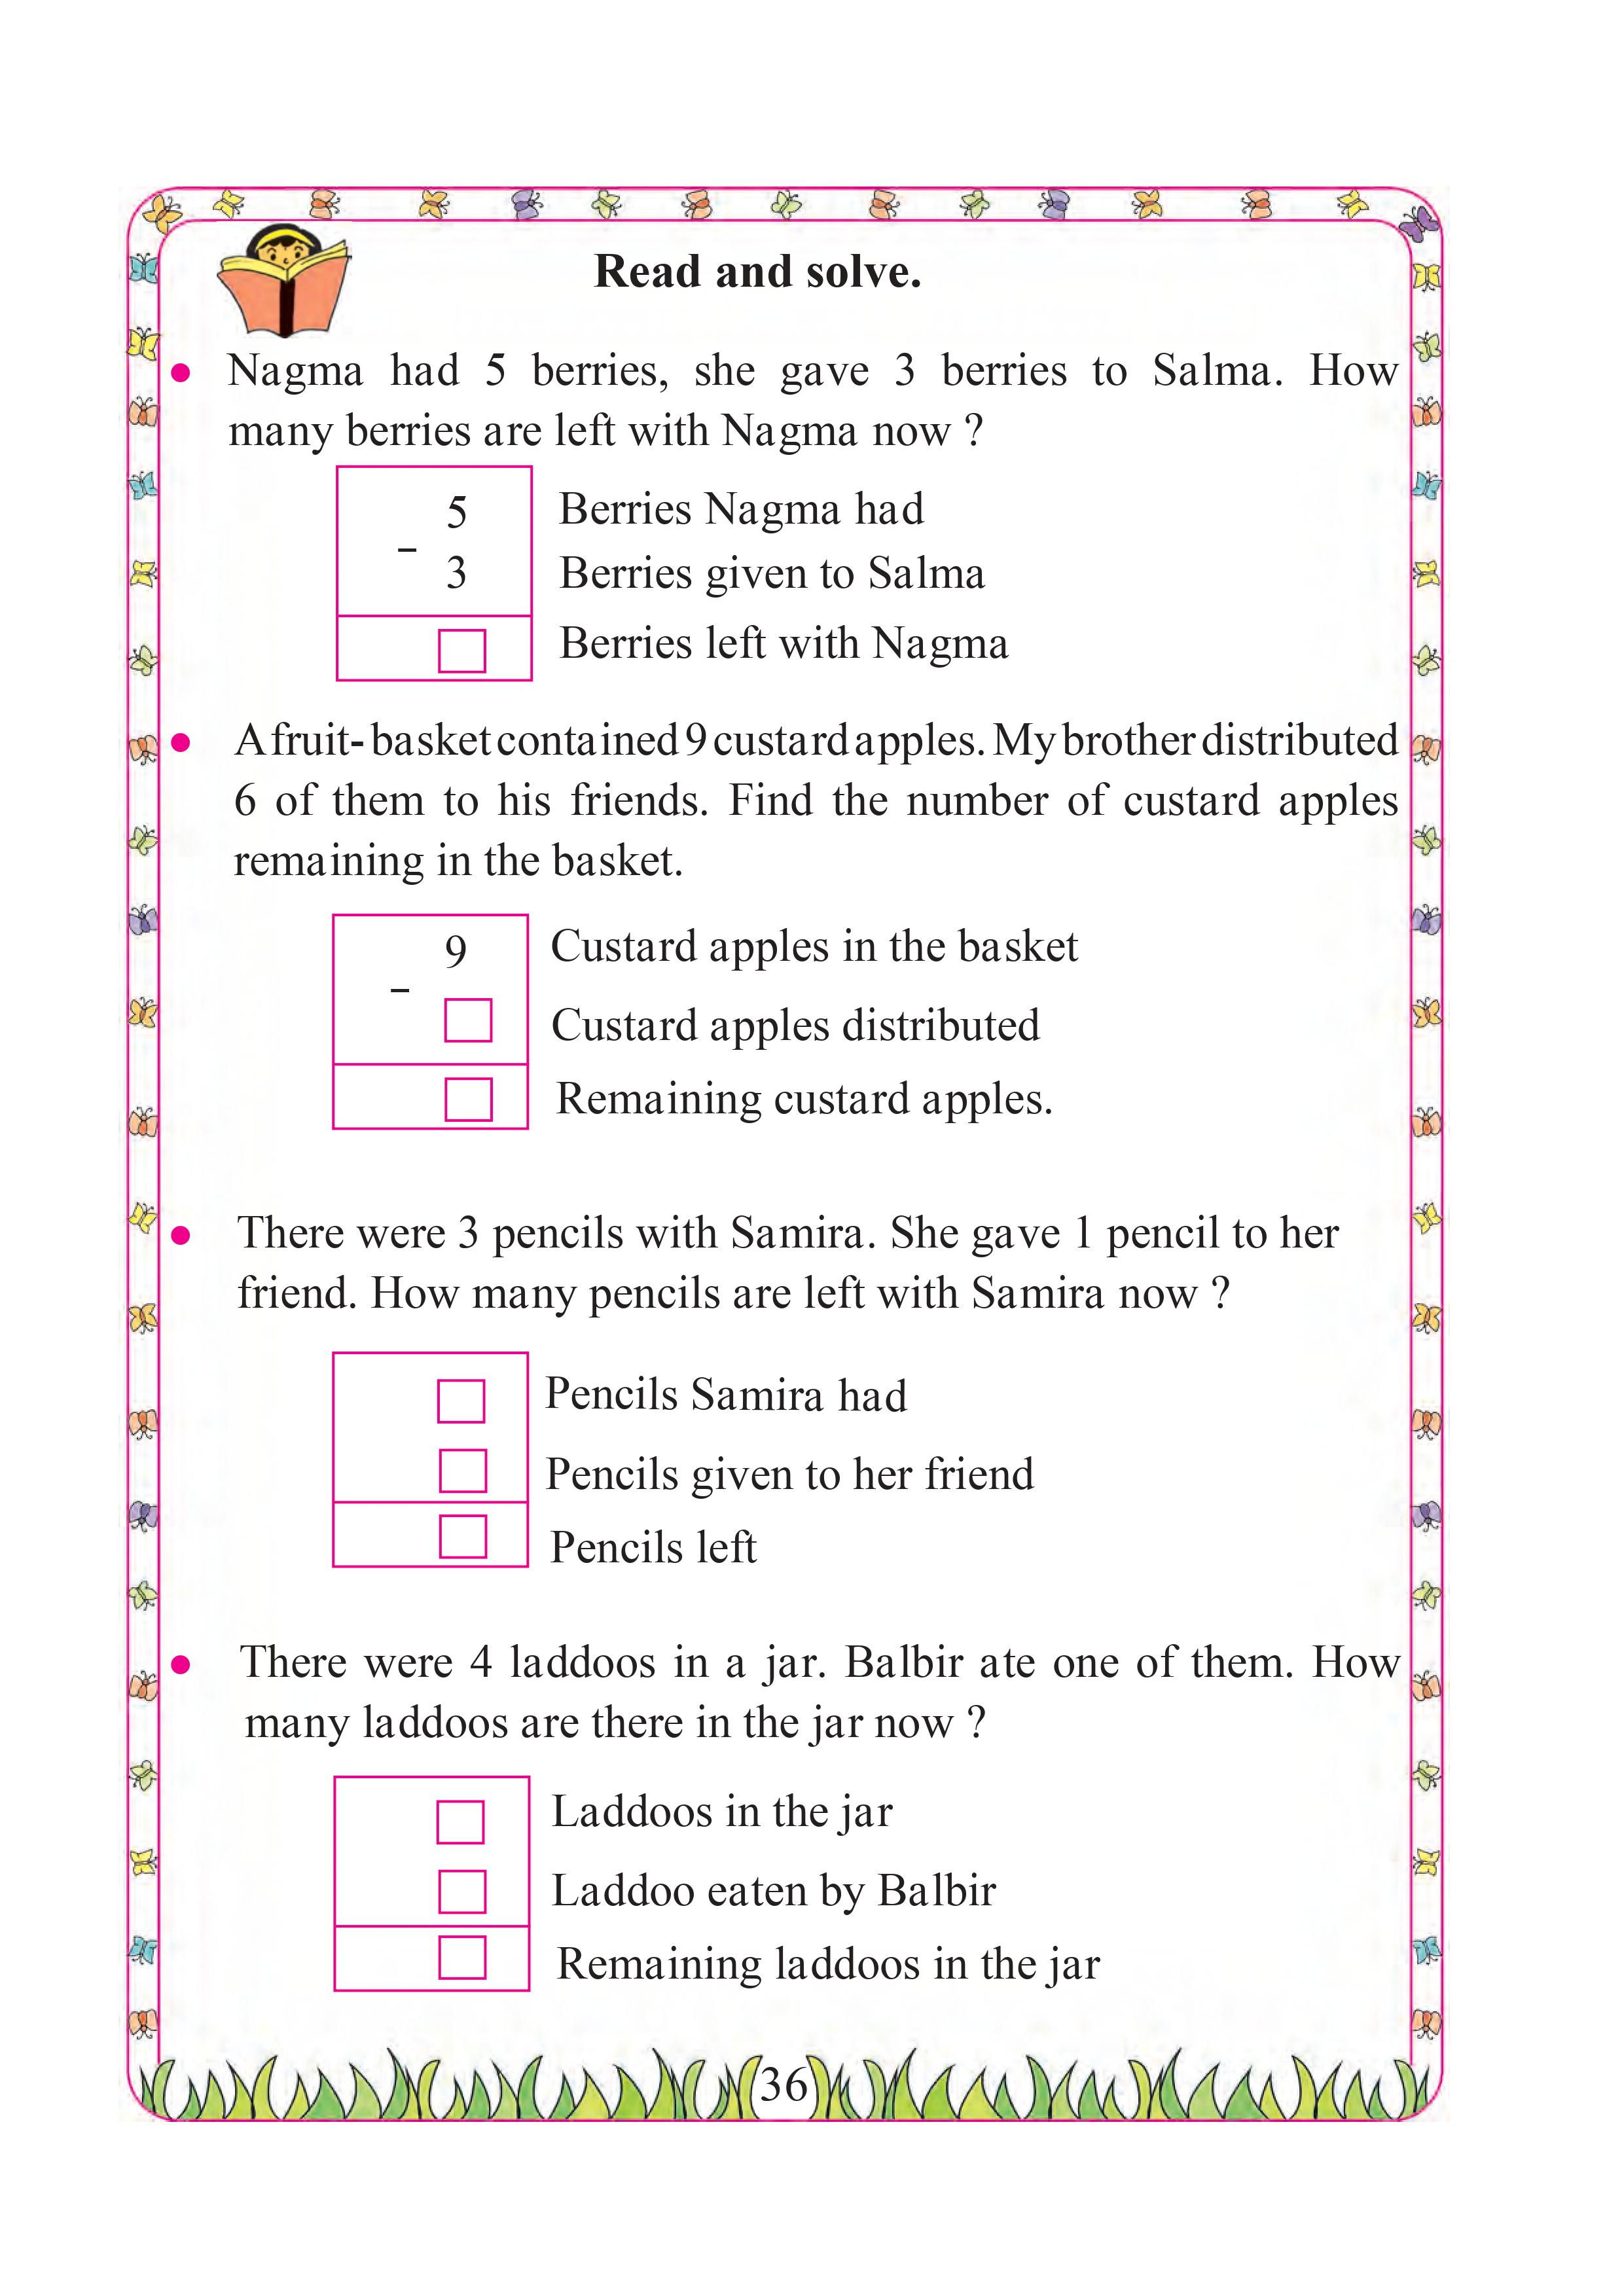 Read and solve.
• Nagma had 5 berries, she gave 3 berries to Salma. How
many berries are left with Nagma now ?
5 Berries Nagma had
-
3 Berries given to Salma
Berries left with Nagma
• A fruit- basket contained 9 custard apples. My brother distributed
6 of them to his friends. Find the number of custard apples
remaining in the basket.
9 Custard apples in the basket
-
Custard apples distributed
Remaining custard apples.
• There were 3 pencils with Samira. She gave 1 pencil to her
friend. How many pencils are left with Samira now ?
Pencils Samira had
Pencils given to her friend
Pencils left
• There were 4 laddoos in a jar. Balbir ate one of them. How
many laddoos are there in the jar now ?
Laddoos in the jar
Laddoo eaten by Balbir
Remaining laddoos in the jar
36